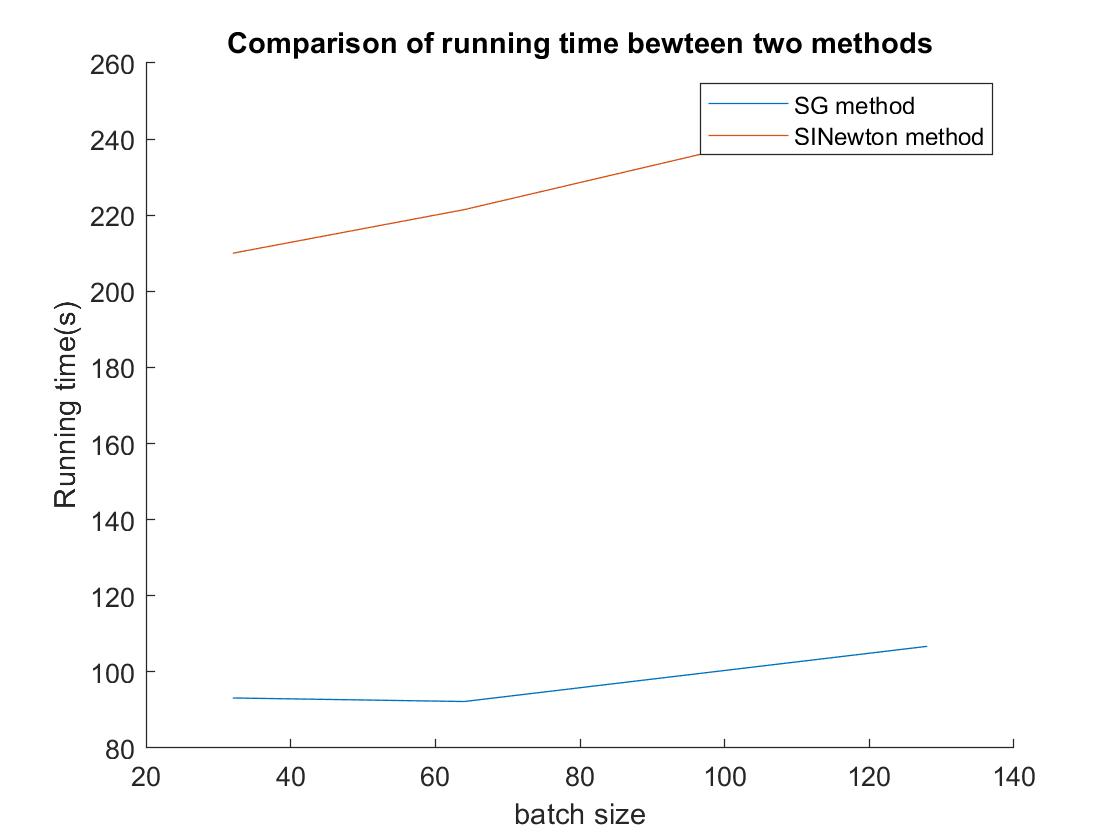 Comparison of running time bewteen two methods
260
240
220
200
180
160
140
120
100
80
Running time(s)
SG method
SINewton method
20 40 60 80 100 120 140
batch size